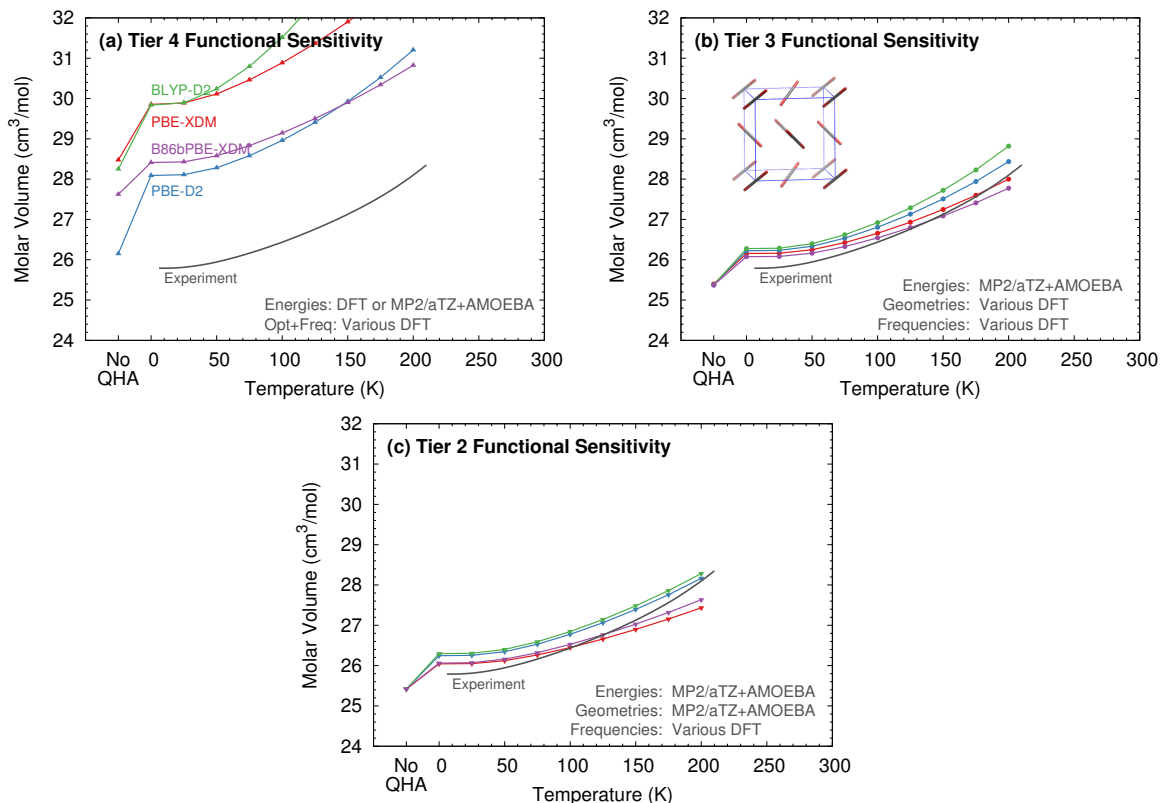 (a) Tier 4 Functional Sensitivity
32
31
30
29
28
27
26
25
24
Molar Volume (cm3/mol)
BLYP-D2
PBE-XDM
B86bPBE-XDM
PBE-D2
Experiment
Energies: DFT or MP2/aTZ+AMOEBA
Opt+Freq: Various DFT
No QHA
0 50 100 150 200 250 300
Temperature (K)
(b) Tier 3 Functional Sensitivity
32
31
30
29
28
27
26
25
24
Molar Volume (cm3/mol)
Experiment
Energies: MP2/aTZ+AMOEBA
Geometries: Various DFT
Frequencies: Various DFT
No QHA
0 50 100 150 200 250 300
Temperature (K)
(c) Tier 2 Functional Sensitivity
32
31
30
29
28
27
26
25
24
Molar Volume (cm3/mol)
Experiment
Energies: MP2/aTZ+AMOEBA
Geometries: MP2/aTZ+AMOEBA
Frequencies: Various DFT
No QHA
0 50 100 150 200 250 300
Temperature (K)